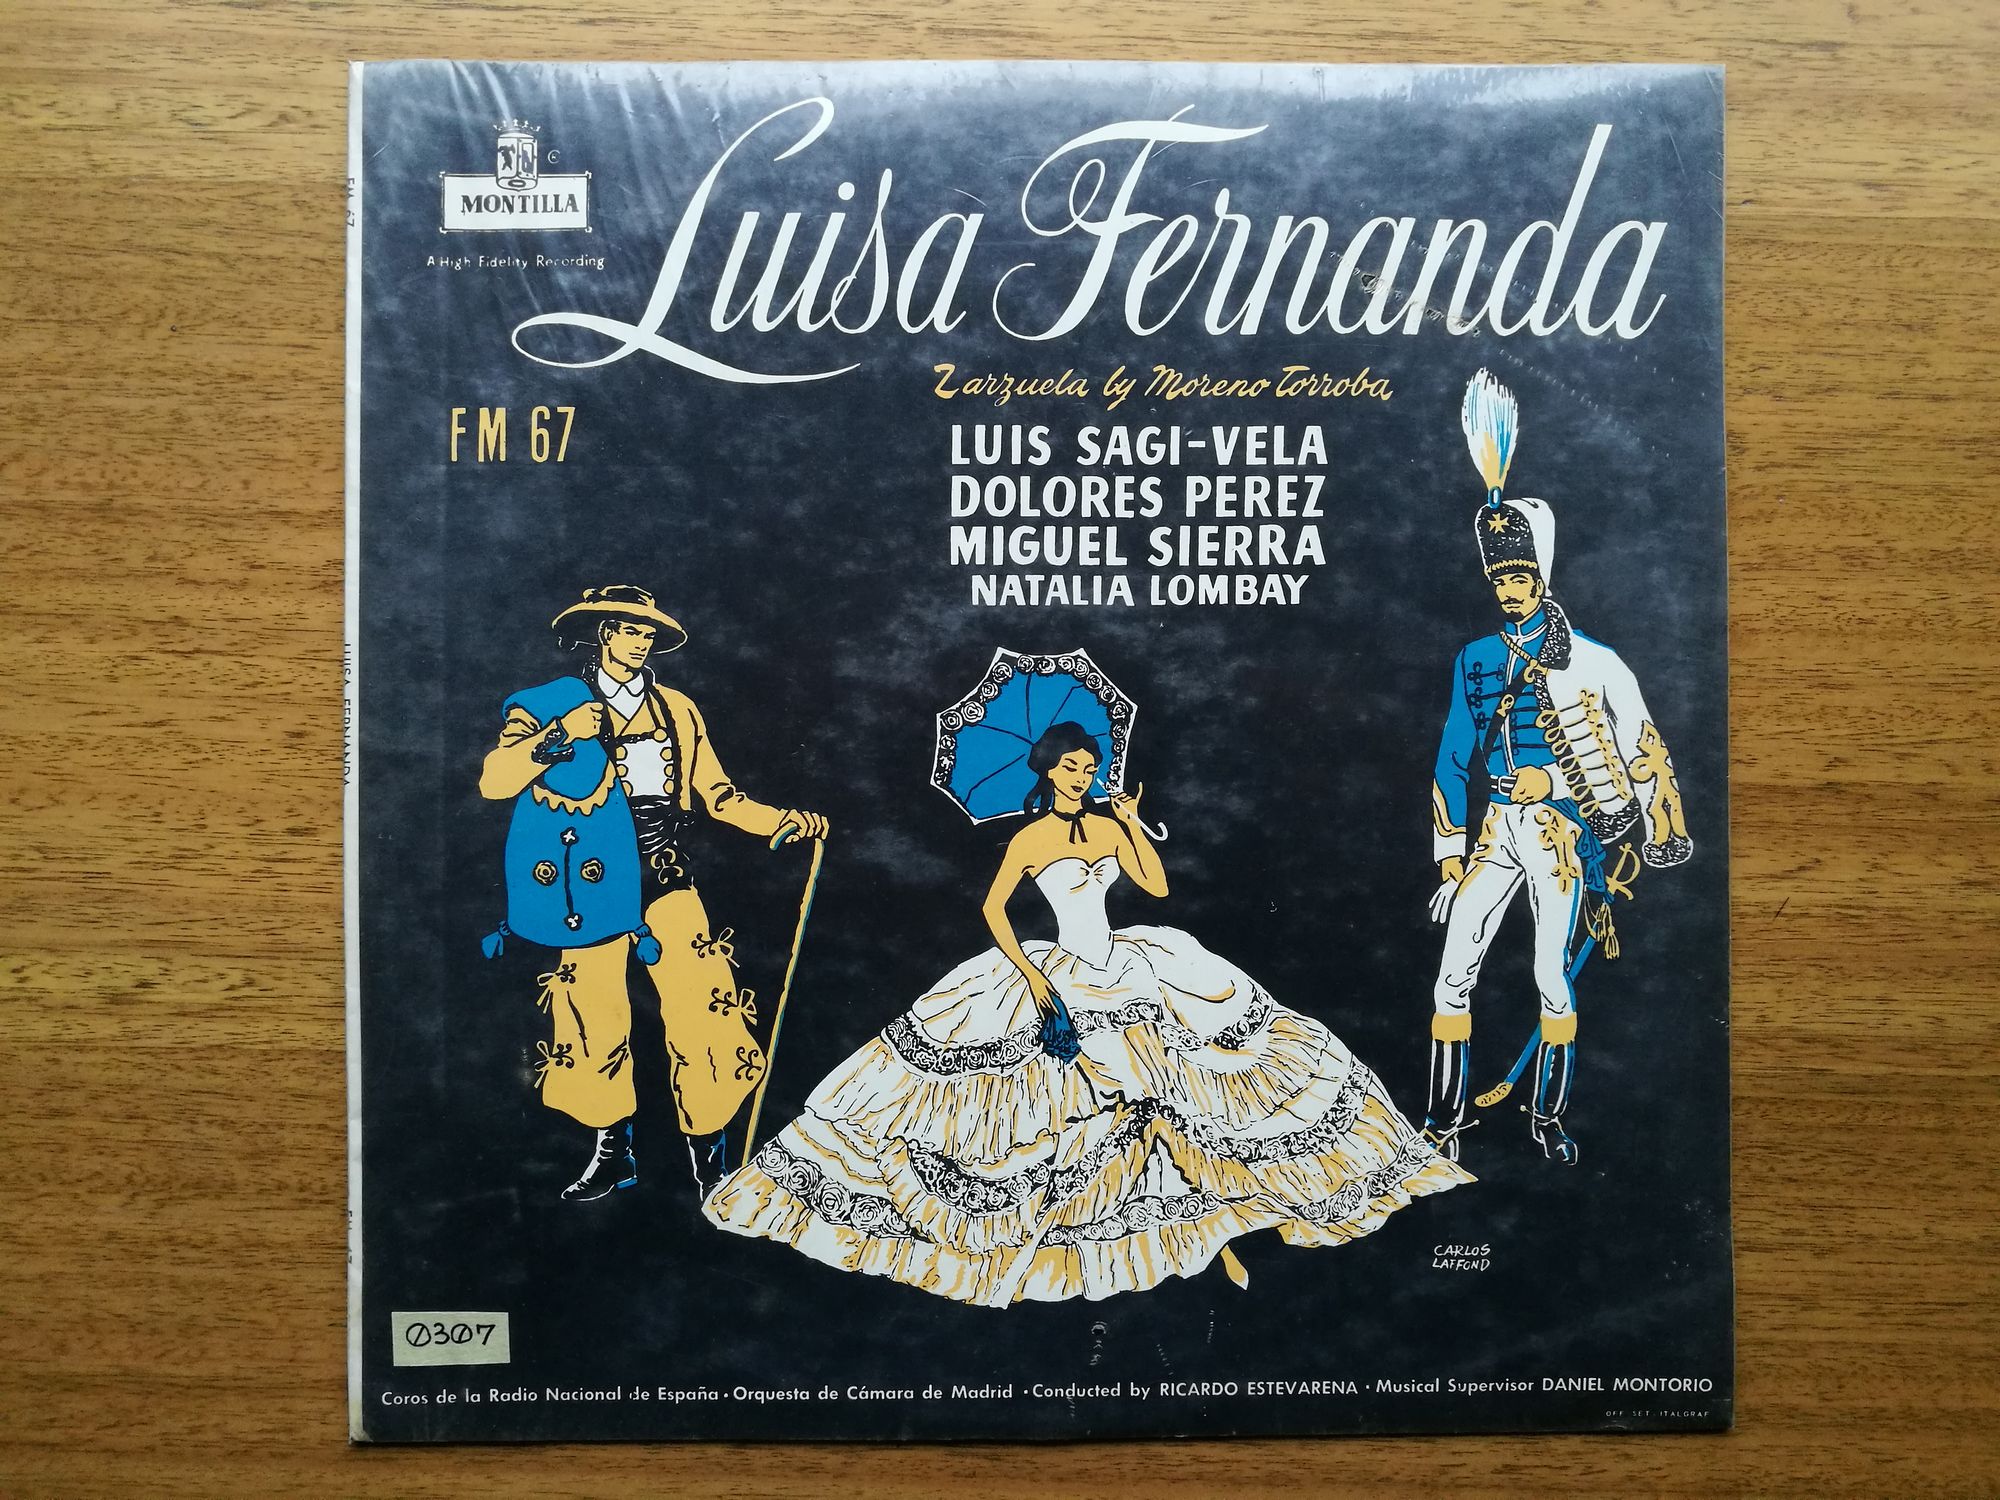 MONTILLA
®
A High Fidelity Recording
Luisa Fernanda
Zarzuela by Moreno Torroba
FM 67
LUIS SAGI-VELA
DOLORES PEREZ
MIGUEL SIERRA
NATALIA LOMBAY
LUISA FERNANDA
CARLOS
LAFFOND
0307
Coros de la Radio Nacional de España · Orquesta de Cámara de Madrid · Conducted by RICARDO ESTEVARENA · Musical Supervisor DANIEL MONTORIO
OFF SET. ITALGRAF